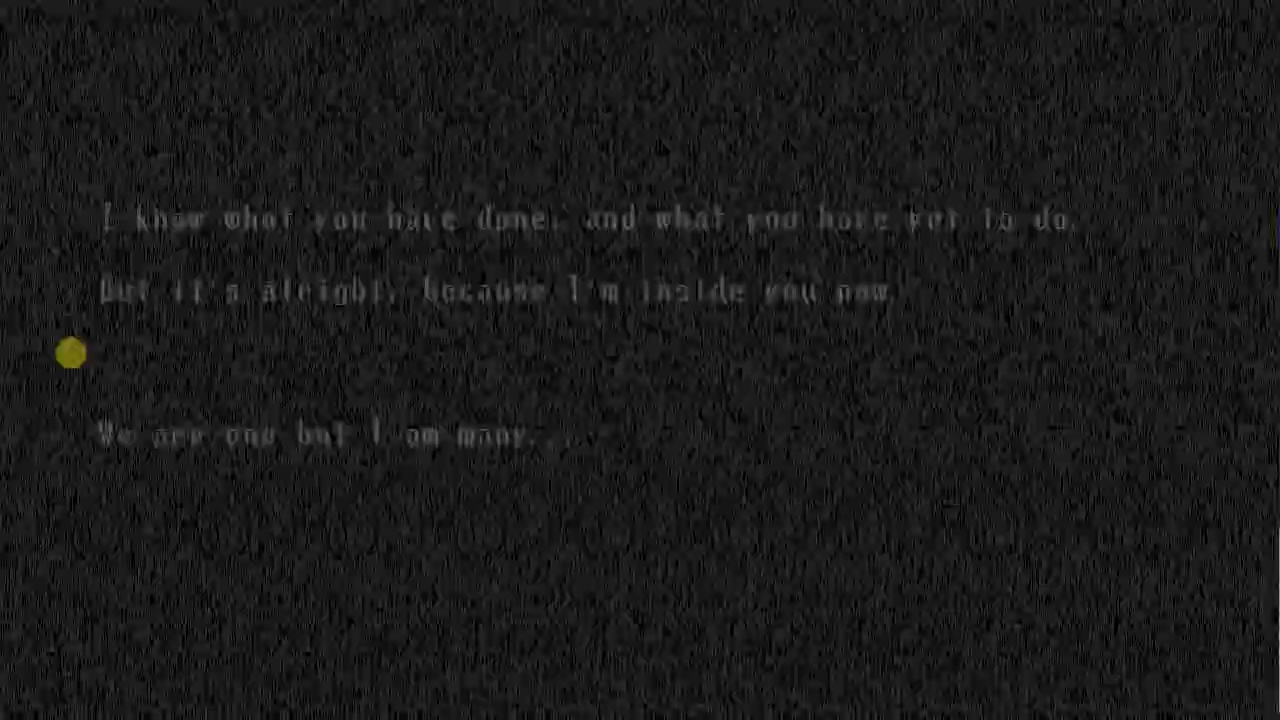 I know what you have done, and what you have yet to do.
But it's alright, because I'm inside you now.
We are one but I am many...